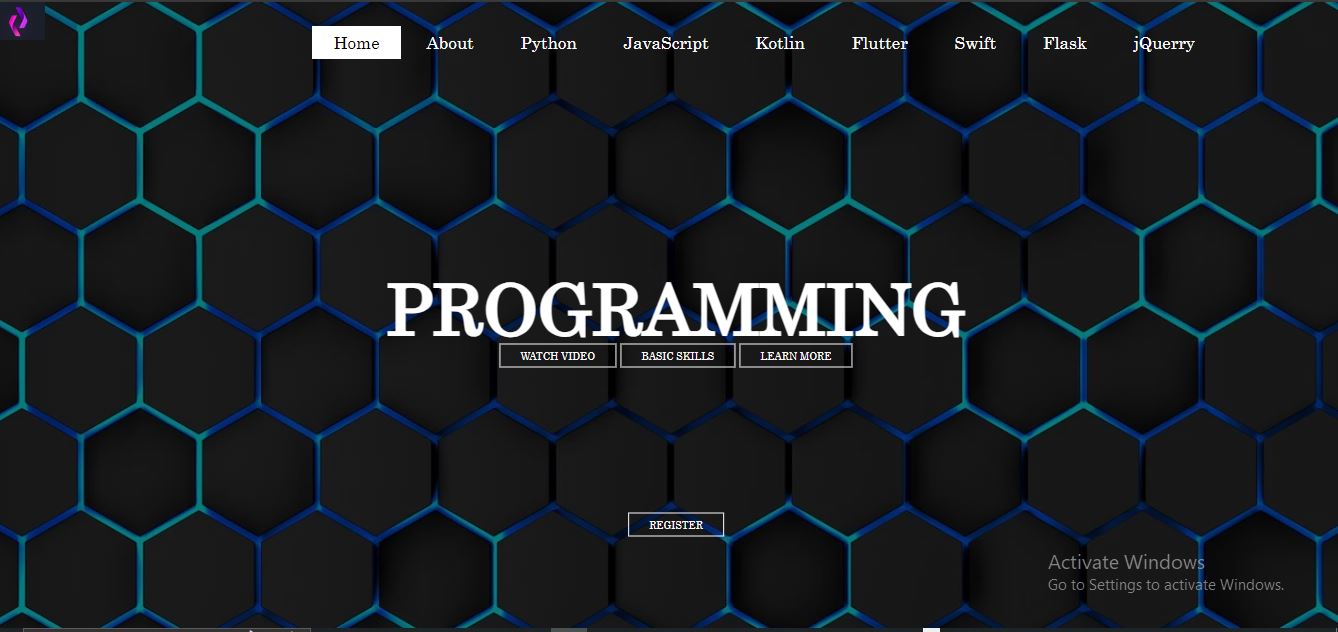 Home About Python JavaScript Kotlin Flutter Swift Flask jQuerry
PROGRAMMING
WATCH VIDEO BASIC SKILLS LEARN MORE
REGISTER
Activate Windows
Go to Settings to activate Windows.